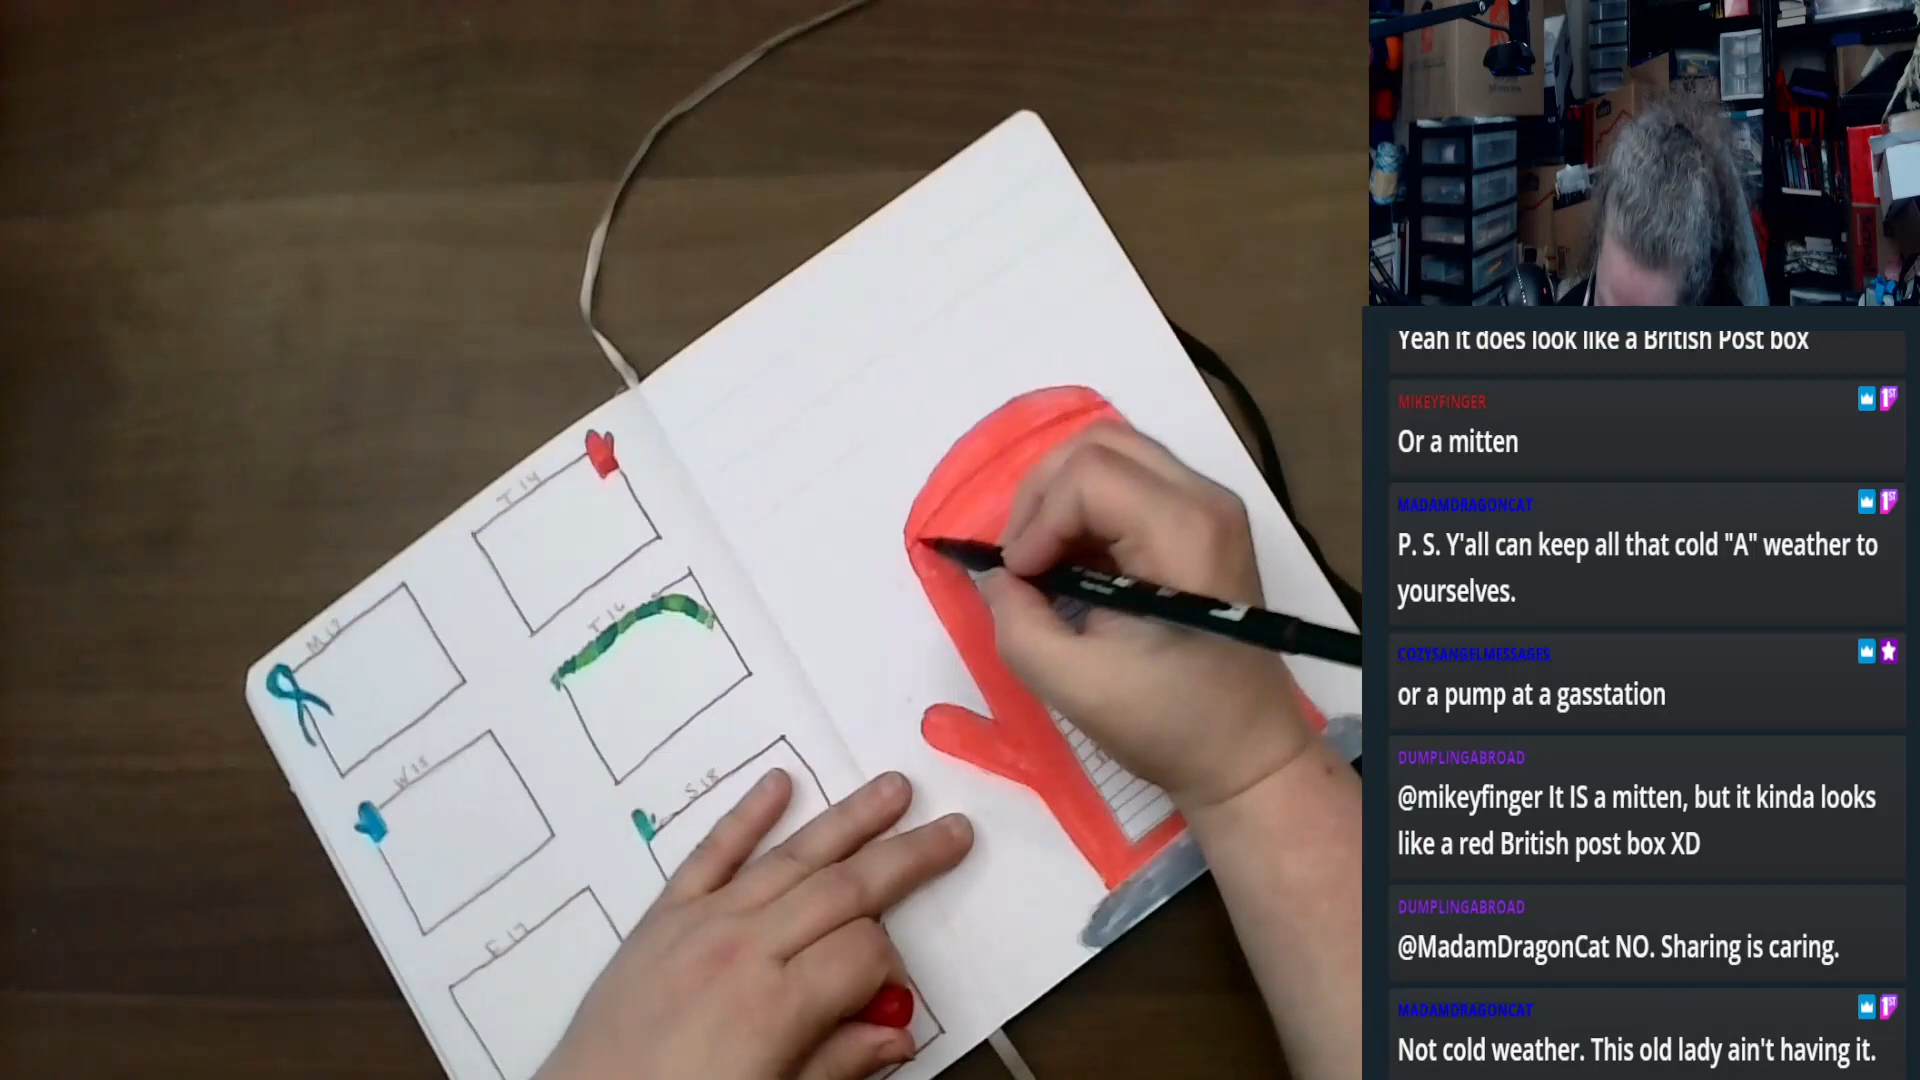 T 14
M 13
T 16
W 15
S 18
F 17
Yeah it does look like a British Post box
MIKEYFINGER
Or a mitten
MADAMDRAGONCAT
P. S. Y'all can keep all that cold "A" weather to
yourselves.
COZYSANGELMESSAGES
or a pump at a gasstation
DUMPLINGABROAD
@mikeyfinger It IS a mitten, but it kinda looks
like a red British post box XD
DUMPLINGABROAD
@MadamDragonCat NO. Sharing is caring.
MADAMDRAGONCAT
Not cold weather. This old lady ain't having it.